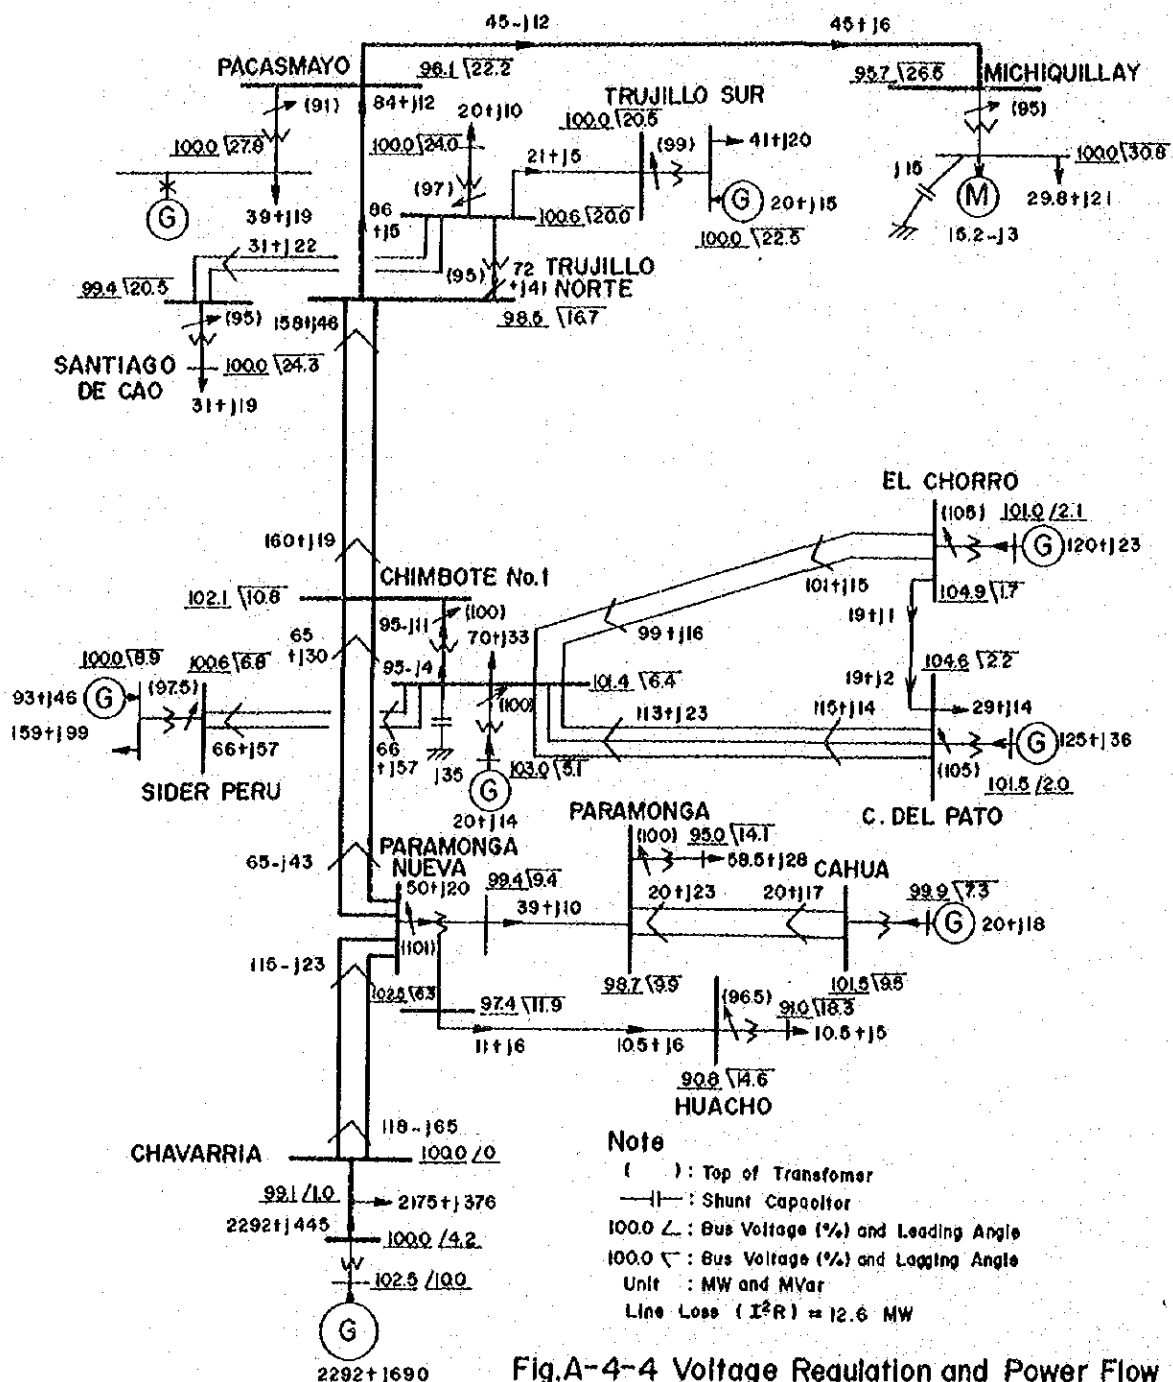 45-j12
45+j6
PACASMAYO
96.1 22.2
95.7 26.5
MICHIQUILLAY
(91)
84+j12
20+j10
TRUJILLO SUR
(95)
100.0 27.8
100.0 24.0
100.0 20.5
(99)
41+j20
100.0 30.8
21+j5
j15
G
39+j19
(97)
G
20+j15
M
29.8+j21
86
+j5
100.6 20.0
100.0 22.5
15.2-j3
31+j22
(95)
72
+j41
TRUJILLO
NORTE
99.4 20.5
(95)
158+j46
98.5 16.7
SANTIAGO
DE CAO
100.0 24.3
31+j19
EL CHORRO
(105)
101.0 /2.1
160+j19
G
120+j23
CHIMBOTE No.1
101+j15
102.1 10.8
(100)
104.9 1.7
95-j11
70+j33
99+j16
19+j1
65
+j30
100.0 8.9
100.6 6.8
95-j4
101.4 6.4
104.6 2.2
93+j46
G
(97.5)
(100)
113+j23
19+j2
115+j14
29+j14
159+j99
66+j57
66
+j57
j35
103.0 5.1
G
125+j36
(105)
101.5 /2.0
SIDER PERU
G
20+j14
PARAMONGA
C. DEL PATO
65-j43
PARAMONGA
NUEVA
(100)
95.0 14.1
58.5+j28
CAHUA
50+j20
99.4 9.4
39+j10
20+j23
20+j17
99.9 7.3
G
20+j18
(101)
115-j23
102.5 6.3
97.4 11.9
98.7 9.9
101.5 9.5
(96.5)
91.0 18.3
11+j6
10.5+j6
10.5+j5
90.8 14.6
HUACHO
118-j65
CHAVARRIA
100.0 /0
99.1 /1.0
2175+j376
2292+j445
100.0 /4.2
102.5 /10.0
G
2292+j690
Note
( ) : Top of Transfomer
: Shunt Capacitor
100.0 ∠ : Bus Voltage (%) and Leading Angle
100.0 : Bus Voltage (%) and Lagging Angle
Unit : MW and MVar
Line Loss (I²R) = 12.6 MW
Fig.A-4-4 Voltage Regulation and Power Flow